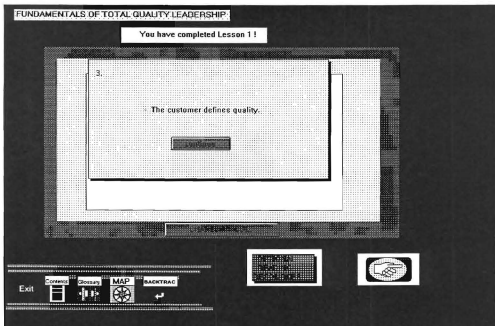 FUNDAMENTALS OF TOTAL QUALITY LEADERSHIP
You have completed Lesson 1 !
3.
- The customer defines quality.
Exit
Contents
Glossary
MAP
BACKTRAC